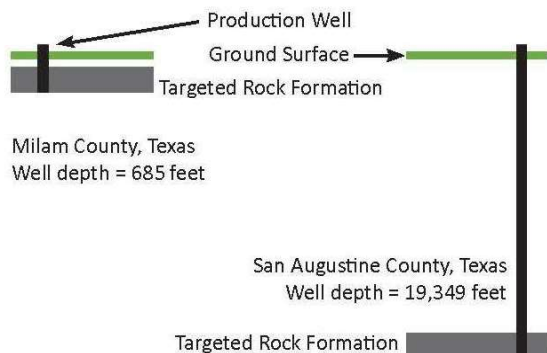 Production Well
Ground Surface
Targeted Rock Formation
Milam County, Texas
Well depth = 685 feet
San Augustine County, Texas
Well depth = 19,349 feet
Targeted Rock Formation